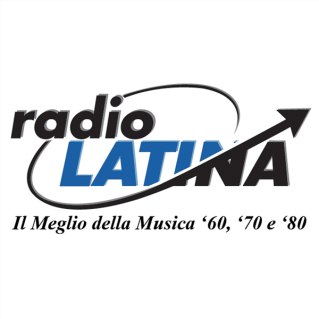 radio
LATINA
Il Meglio della Musica ‘60, ‘70 e ‘80